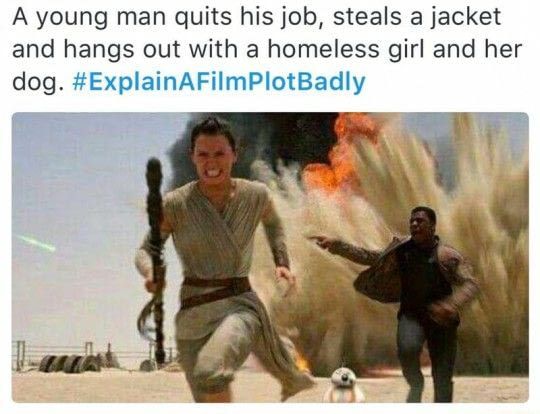 A young man quits his job, steals a jacket
and hangs out with a homeless girl and her
dog. #ExplainAFilmPlotBadly